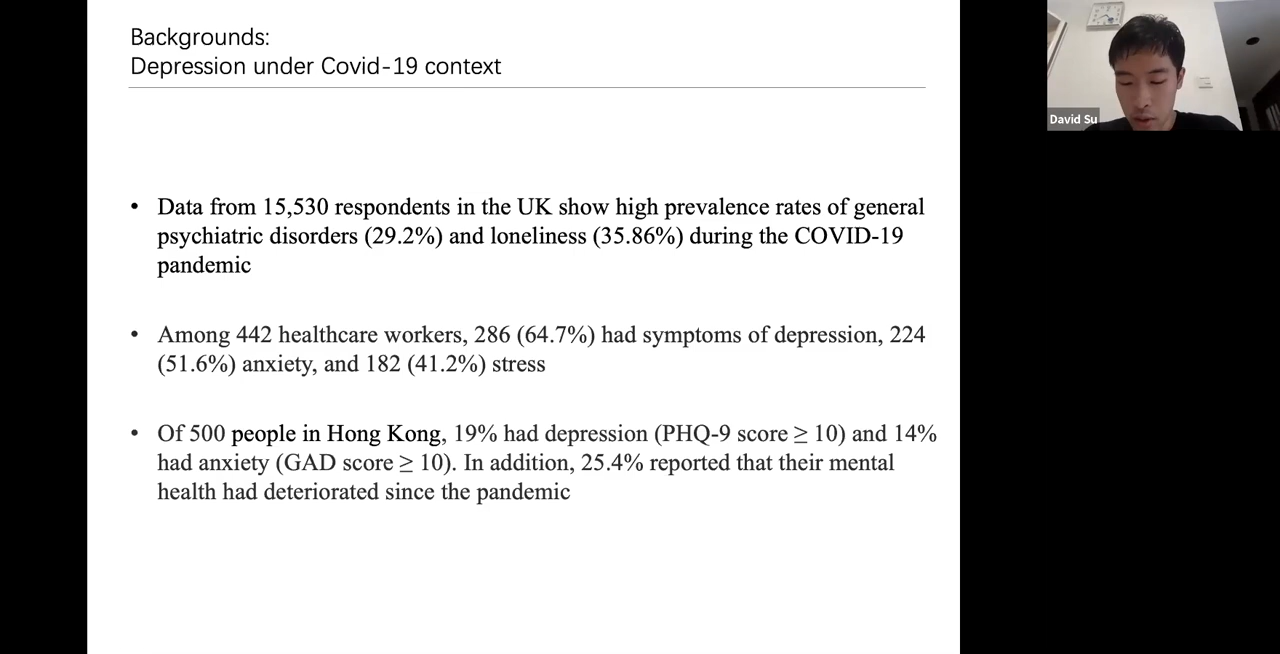 Backgrounds:
Depression under Covid-19 context
David Su
• Data from 15,530 respondents in the UK show high prevalence rates of general
psychiatric disorders (29.2%) and loneliness (35.86%) during the COVID-19
pandemic
• Among 442 healthcare workers, 286 (64.7%) had symptoms of depression, 224
(51.6%) anxiety, and 182 (41.2%) stress
• Of 500 people in Hong Kong, 19% had depression (PHQ-9 score ≥ 10) and 14%
had anxiety (GAD score ≥ 10). In addition, 25.4% reported that their mental
health had deteriorated since the pandemic